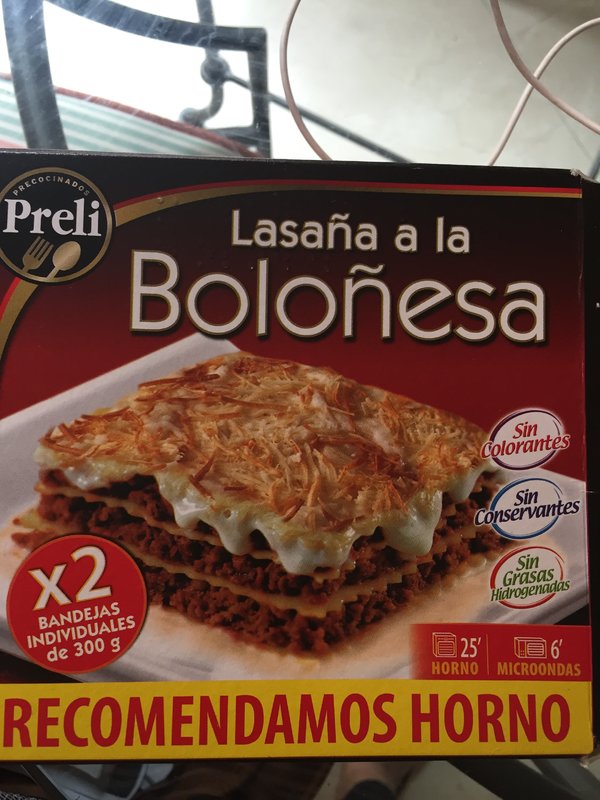 PRECOCINADOS
Preli
Lasaña a la
Boloñesa
Sin
Colorantes
Sin
Conservantes
Sin
Grasas
Hidrogenadas
x2
BANDEJAS
INDIVIDUALES
de 300 g
25'
HORNO
6'
MICROONDAS
RECOMENDAMOS HORNO